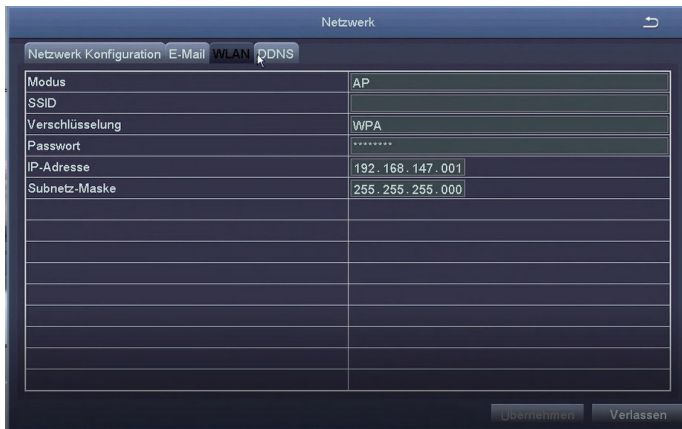 Netzwerk
Netzwerk Konfiguration E-Mail WLAN DDNS
Modus AP
SSID
Verschlüsselung WPA
Passwort ********
IP-Adresse 192.168.147.001
Subnetz-Maske 255.255.255.000
Übernehmen Verlassen